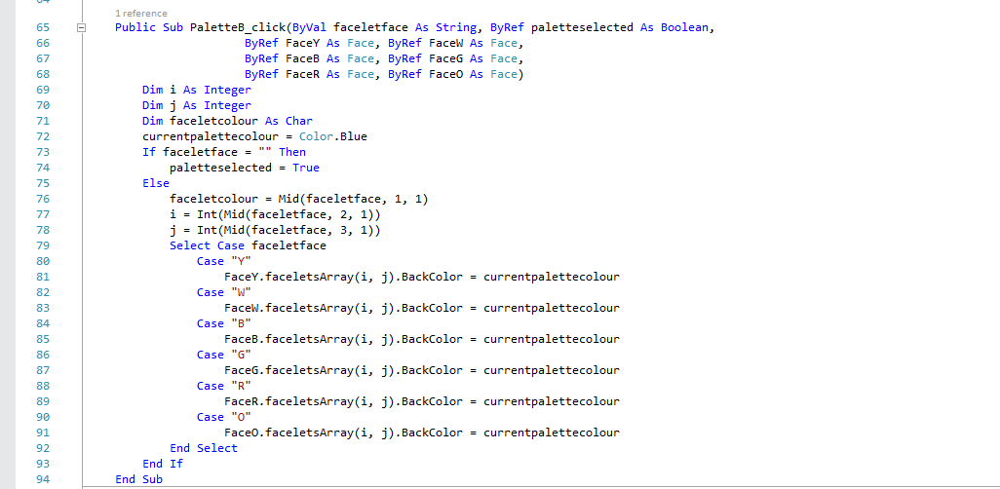 64
1 reference
65 Public Sub PaletteB_click(ByVal faceletface As String, ByRef paletteselected As Boolean,
66 ByRef FaceY As Face, ByRef FaceW As Face,
67 ByRef FaceB As Face, ByRef FaceG As Face,
68 ByRef FaceR As Face, ByRef FaceO As Face)
69 Dim i As Integer
70 Dim j As Integer
71 Dim faceletcolour As Char
72 currentpalettecolour = Color.Blue
73 If faceletface = "" Then
74 paletteselected = True
75 Else
76 faceletcolour = Mid(faceletface, 1, 1)
77 i = Int(Mid(faceletface, 2, 1))
78 j = Int(Mid(faceletface, 3, 1))
79 Select Case faceletface
80 Case "Y"
81 FaceY.faceletsArray(i, j).BackColor = currentpalettecolour
82 Case "W"
83 FaceW.faceletsArray(i, j).BackColor = currentpalettecolour
84 Case "B"
85 FaceB.faceletsArray(i, j).BackColor = currentpalettecolour
86 Case "G"
87 FaceG.faceletsArray(i, j).BackColor = currentpalettecolour
88 Case "R"
89 FaceR.faceletsArray(i, j).BackColor = currentpalettecolour
90 Case "O"
91 FaceO.faceletsArray(i, j).BackColor = currentpalettecolour
92 End Select
93 End If
94 End Sub